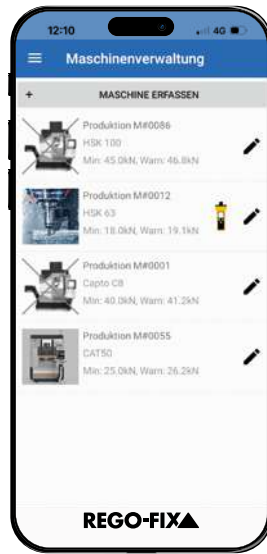 12:10
4G
Maschinenverwaltung
+ MASCHINE ERFASSEN
Produktion M#0086
HSK 100
Min: 45.0kN, Warn: 46.8kN
Produktion M#0012
HSK 63
Min: 18.0kN, Warn: 19.1kN
Produktion M#0001
Capto C8
Min: 40.0kN, Warn: 41.2kN
Produktion M#0055
CAT50
Min: 25.0kN, Warn: 26.2kN
REGO-FIX